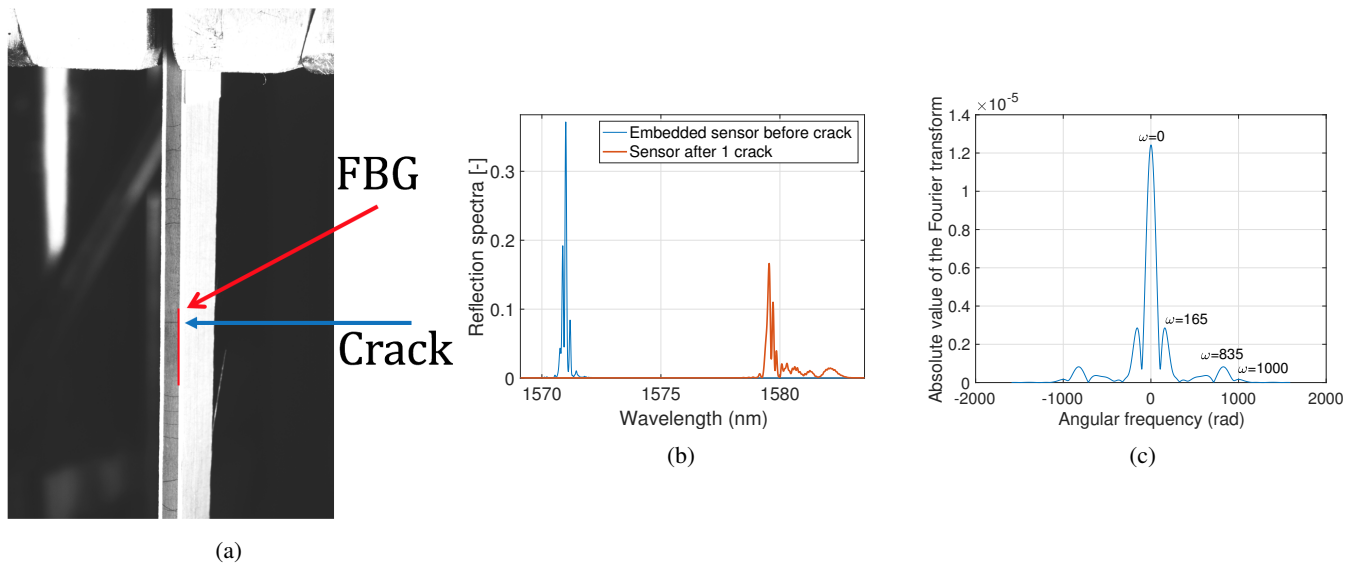 FBG
Crack
(a)
Reflection spectra [-]
0.3
0.2
0.1
0
Embedded sensor before crack
Sensor after 1 crack
1570
1575
1580
Wavelength (nm)
(b)
Absolute value of the Fourier transform
×10-5
1.4
1.2
1
0.8
0.6
0.4
0.2
0
ω=0
ω=165
ω=835
ω=1000
-2000
-1000
0
1000
2000
Angular frequency (rad)
(c)